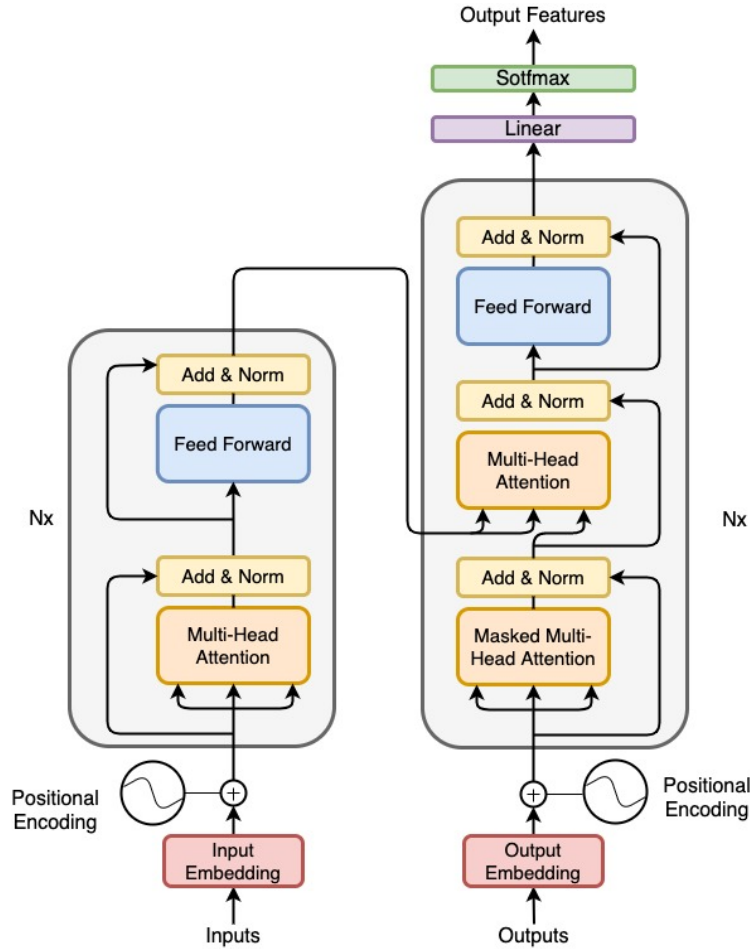 Output Features
Sotfmax
Linear
Add & Norm
Feed Forward
Add & Norm
Multi-Head
Attention
Add & Norm
Masked Multi-
Head Attention
Nx
Positional
Encoding
Output
Embedding
Outputs
Add & Norm
Feed Forward
Nx
Add & Norm
Multi-Head
Attention
Positional
Encoding
Input
Embedding
Inputs